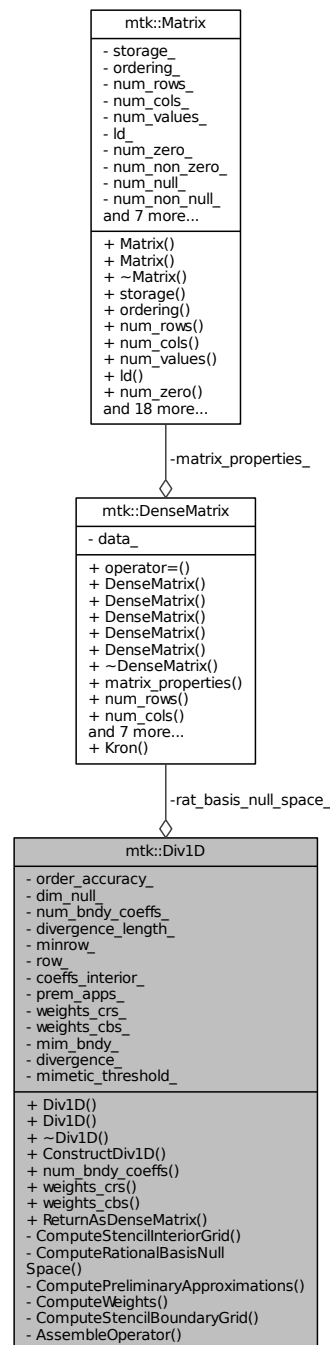 mtk::Matrix
- storage_
- ordering_
- num_rows_
- num_cols_
- num_values_
- ld_
- num_zero_
- num_non_zero_
- num_null_
- num_non_null_
and 7 more...
+ Matrix()
+ Matrix()
+ ~Matrix()
+ storage()
+ ordering()
+ num_rows()
+ num_cols()
+ num_values()
+ ld()
+ num_zero()
and 18 more...
-matrix_properties_
mtk::DenseMatrix
- data_
+ operator=()
+ DenseMatrix()
+ DenseMatrix()
+ DenseMatrix()
+ DenseMatrix()
+ DenseMatrix()
+ ~DenseMatrix()
+ matrix_properties()
+ num_rows()
+ num_cols()
and 7 more...
+ Kron()
-rat_basis_null_space_
mtk::Div1D
- order_accuracy_
- dim_null_
- num_bndy_coeffs_
- divergence_length_
- minrow_
- row_
- coeffs_interior_
- prem_apps_
- weights_crs_
- weights_cbs_
- mim_bndy_
- divergence_
- mimetic_threshold_
+ Div1D()
+ Div1D()
+ ~Div1D()
+ ConstructDiv1D()
+ num_bndy_coeffs()
+ weights_crs()
+ weights_cbs()
+ ReturnAsDenseMatrix()
- ComputeStencilInteriorGrid()
- ComputeRationalBasisNull
Space()
- ComputePreliminaryApproximations()
- ComputeWeights()
- ComputeStencilBoundaryGrid()
- AssembleOperator()